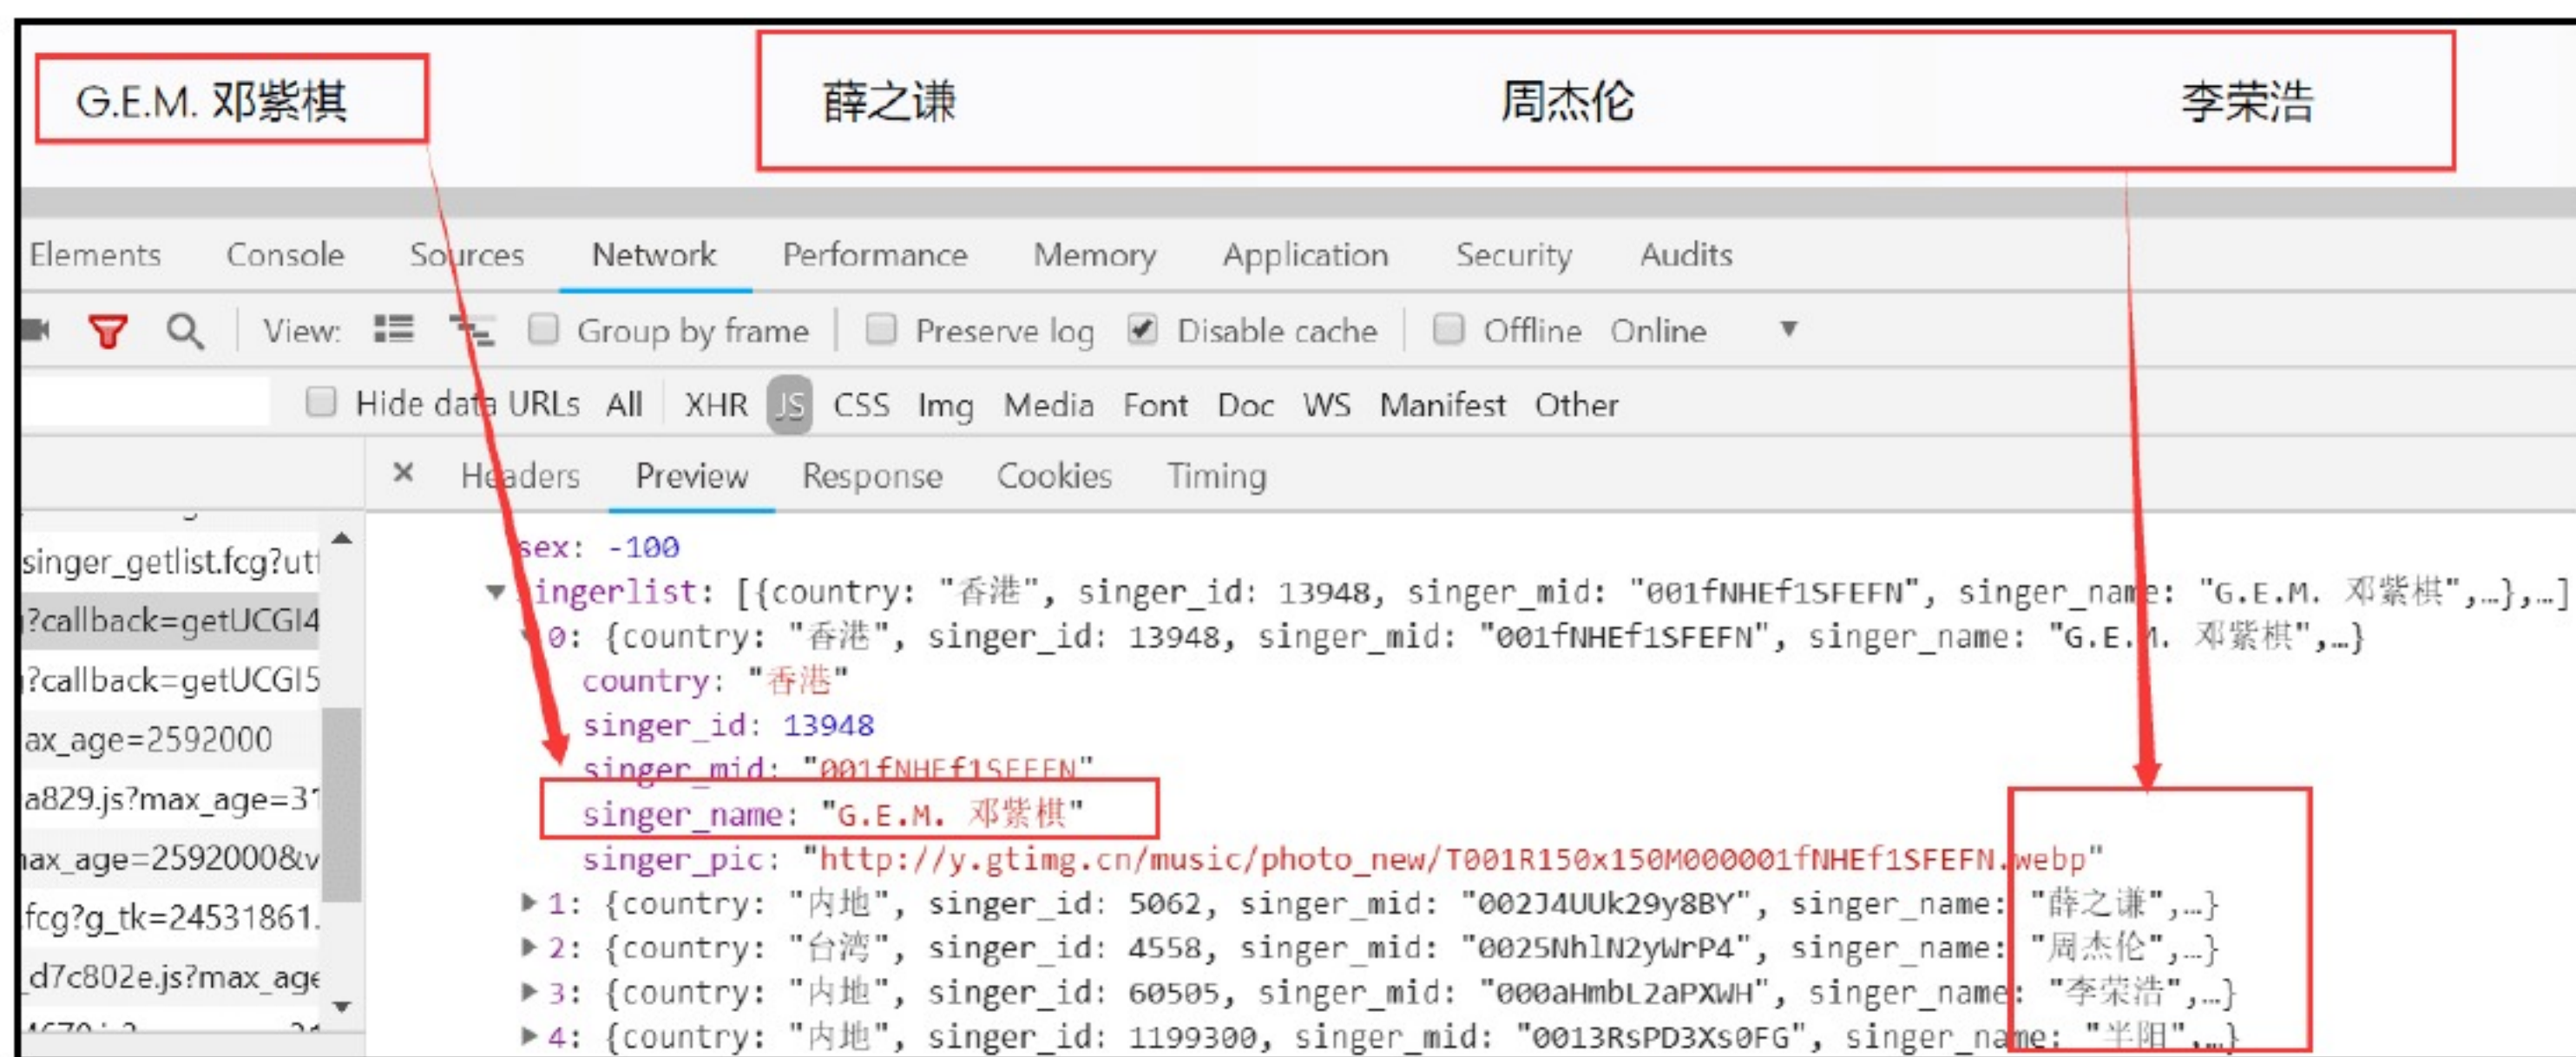 G.E.M. 邓紫棋 薛之谦 周杰伦 李荣浩
Elements Console Sources Network Performance Memory Application Security Audits
View: Group by frame Preserve log Disable cache Offline Online
Hide data URLs All XHR JS CSS Img Media Font Doc WS Manifest Other
Headers Preview Response Cookies Timing
singer_getlist.fcg?utf
?callback=getUCGI4
?callback=getUCGI5
ax_age=2592000
a829.js?max_age=31
ax_age=2592000&v
.fcg?g_tk=24531861.
_d7c802e.js?max_age
sex: -100
singerlist: [{country: "香港", singer_id: 13948, singer_mid: "001fNHEf1SFEFN", singer_name: "G.E.M. 邓紫棋",…},…]
0: {country: "香港", singer_id: 13948, singer_mid: "001fNHEf1SFEFN", singer_name: "G.E.M. 邓紫棋",…}
country: "香港"
singer_id: 13948
singer_mid: "001fNHEf1SFEFN"
singer_name: "G.E.M. 邓紫棋"
singer_pic: "http://y.gtimg.cn/music/photo_new/T001R150x150M000001fNHEf1SFEFN.webp"
1: {country: "内地", singer_id: 5062, singer_mid: "002J4UUk29y8BY", singer_name: "薛之谦",…}
2: {country: "台湾", singer_id: 4558, singer_mid: "0025NhlN2yWrP4", singer_name: "周杰伦",…}
3: {country: "内地", singer_id: 60505, singer_mid: "000aHmbL2aPXWH", singer_name: "李荣浩",…}
4: {country: "内地", singer_id: 1199300, singer_mid: "0013RsPD3Xs0FG", singer_name: "半阳",…}